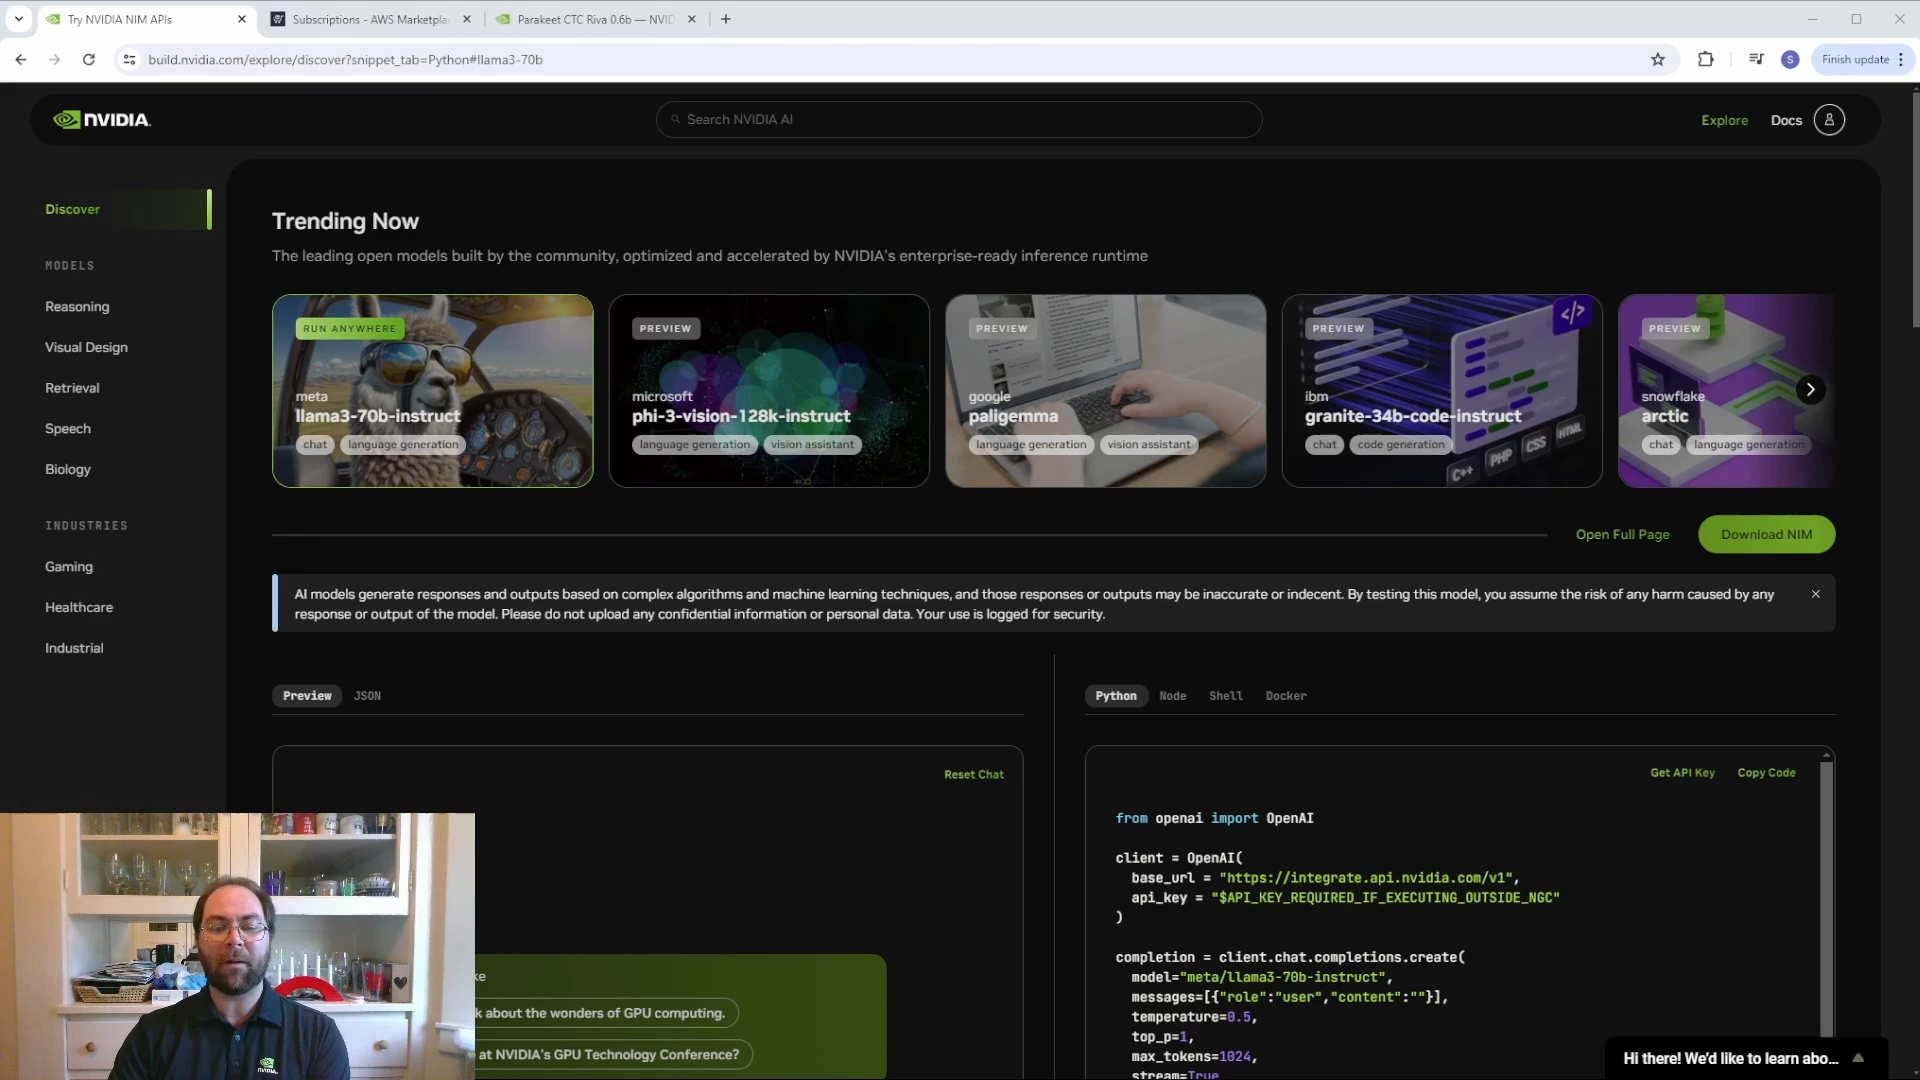 Try NVIDIA NIM APIs
Subscriptions - AWS Marketpla
Parakeet CTC Riva 0.6b — NVID
build.nvidia.com/explore/discover?snippet_tab=Python#llama3-70b
S
Finish update
NVIDIA.
Search NVIDIA AI
Explore
Docs
Discover
MODELS
Reasoning
Visual Design
Retrieval
Speech
Biology
INDUSTRIES
Gaming
Healthcare
Industrial
Trending Now
The leading open models built by the community, optimized and accelerated by NVIDIA's enterprise-ready inference runtime
RUN ANYWHERE
meta
llama3-70b-instruct
chat
language generation
PREVIEW
microsoft
phi-3-vision-128k-instruct
language generation
vision assistant
PREVIEW
google
paligemma
language generation
vision assistant
PREVIEW
</>
ibm
granite-34b-code-instruct
chat
code generation
C++
PHP
CSS
HTML
PREVIEW
snowflake
arctic
chat
language generation
Open Full Page
Download NIM
AI models generate responses and outputs based on complex algorithms and machine learning techniques, and those responses or outputs may be inaccurate or indecent. By testing this model, you assume the risk of any harm caused by any
response or output of the model. Please do not upload any confidential information or personal data. Your use is logged for security.
Preview
JSON
Reset Chat
ke
k about the wonders of GPU computing.
at NVIDIA's GPU Technology Conference?
Python
Node
Shell
Docker
Get API Key
Copy Code
from openai import OpenAI
client = OpenAI(
base_url = "https://integrate.api.nvidia.com/v1",
api_key = "$API_KEY_REQUIRED_IF_EXECUTING_OUTSIDE_NGC"
)
completion = client.chat.completions.create(
model="meta/llama3-70b-instruct",
messages=[{"role":"user","content":""}],
temperature=0.5,
top_p=1,
max_tokens=1024,
stream=True
Hi there! We'd like to learn abo...
NVIDIA